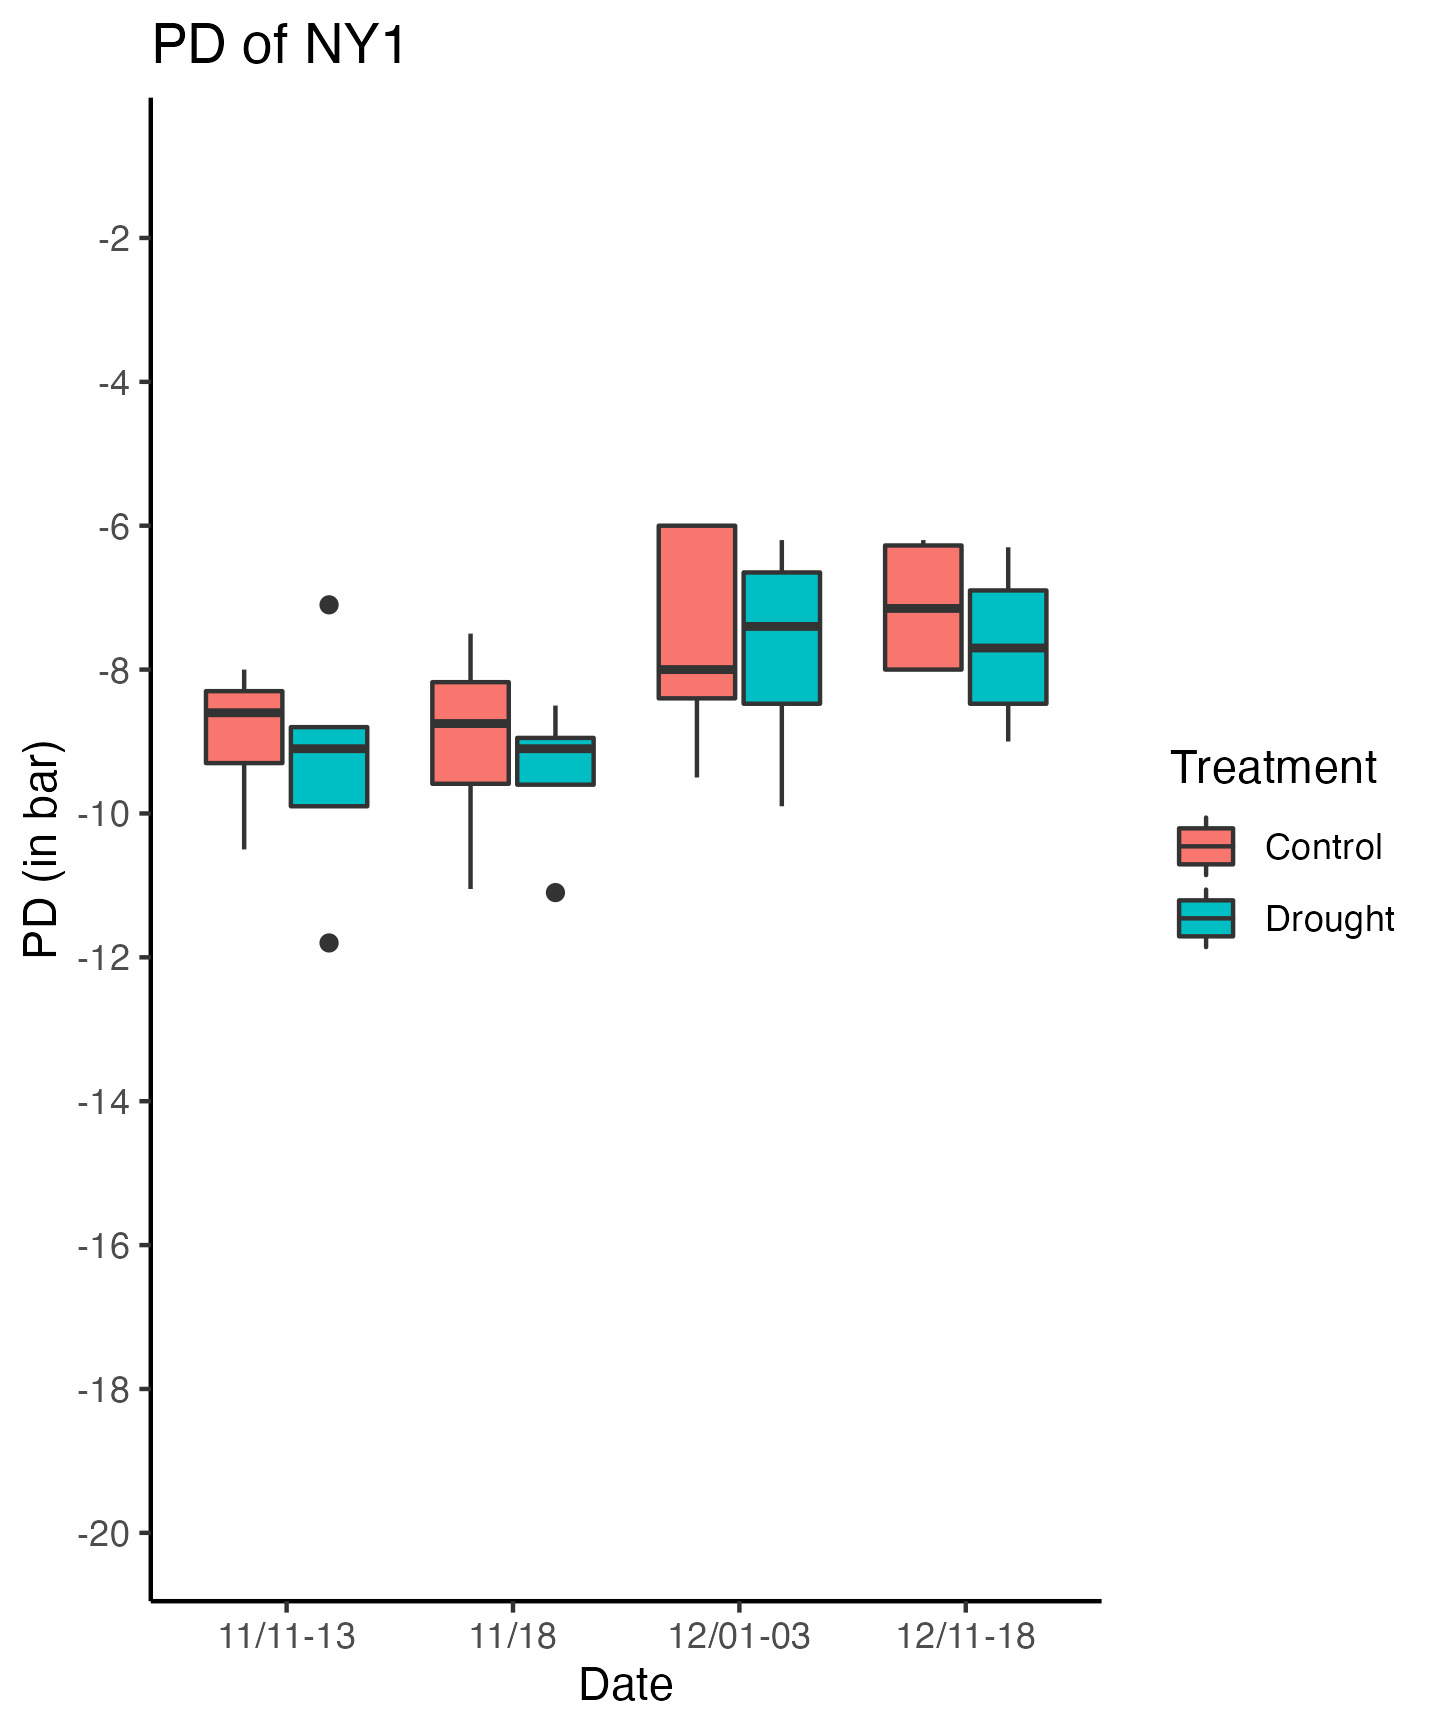 PD of NY1
-2
-4
-6
-8
-10
-12
-14
-16
-18
-20
PD (in bar)
11/11-13 11/18 12/01-03 12/11-18
Date
Treatment
Control
Drought